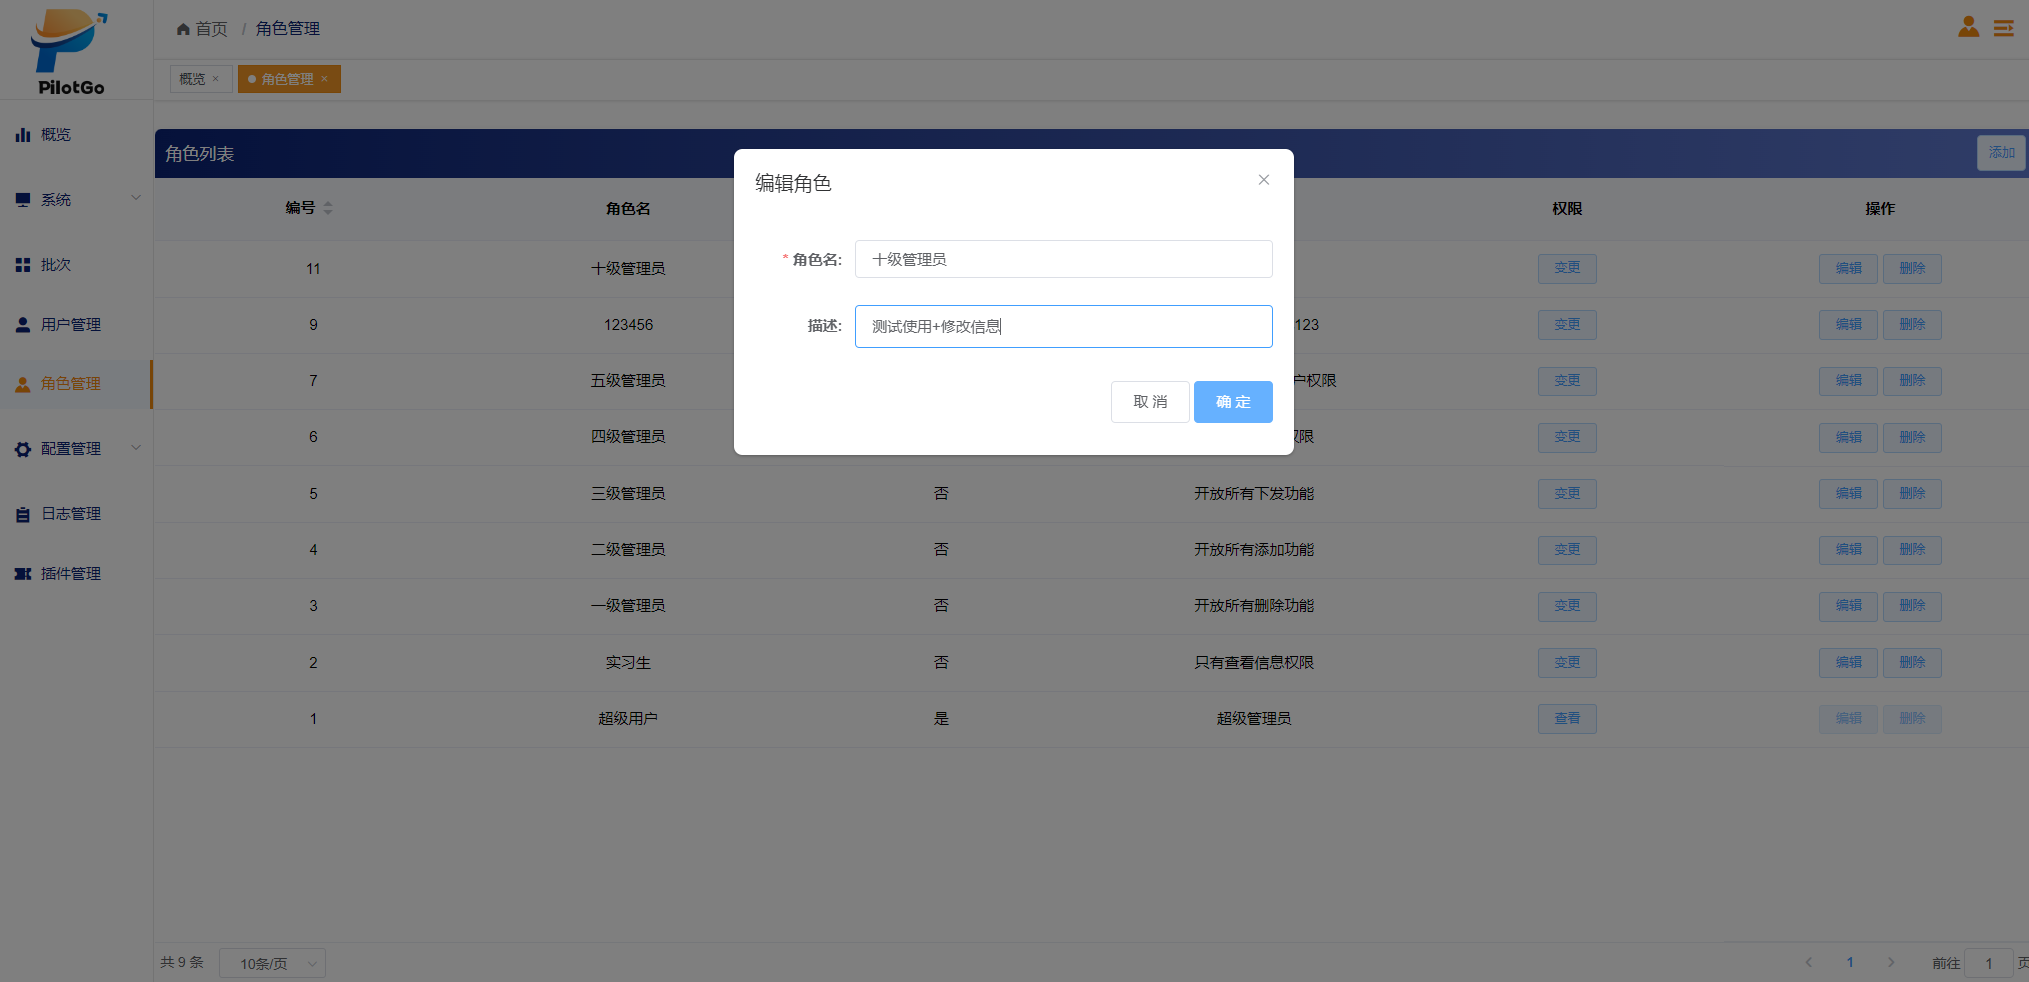 PilotGo
首页 / 角色管理
概览 ×
角色管理 ×
概览
系统
批次
用户管理
角色管理
配置管理
日志管理
插件管理
角色列表
添加
编号 角色名 权限 操作
11 十级管理员 变更 编辑 删除
9 123456 123 变更 编辑 删除
7 五级管理员 户权限 变更 编辑 删除
6 四级管理员 权限 变更 编辑 删除
5 三级管理员 否 开放所有下发功能 变更 编辑 删除
4 二级管理员 否 开放所有添加功能 变更 编辑 删除
3 一级管理员 否 开放所有删除功能 变更 编辑 删除
2 实习生 否 只有查看信息权限 变更 编辑 删除
1 超级用户 是 超级管理员 查看 编辑 删除
编辑角色
* 角色名: 十级管理员
描述: 测试使用+修改信息
取 消 确 定
共 9 条 10条/页 1 前往 1 页